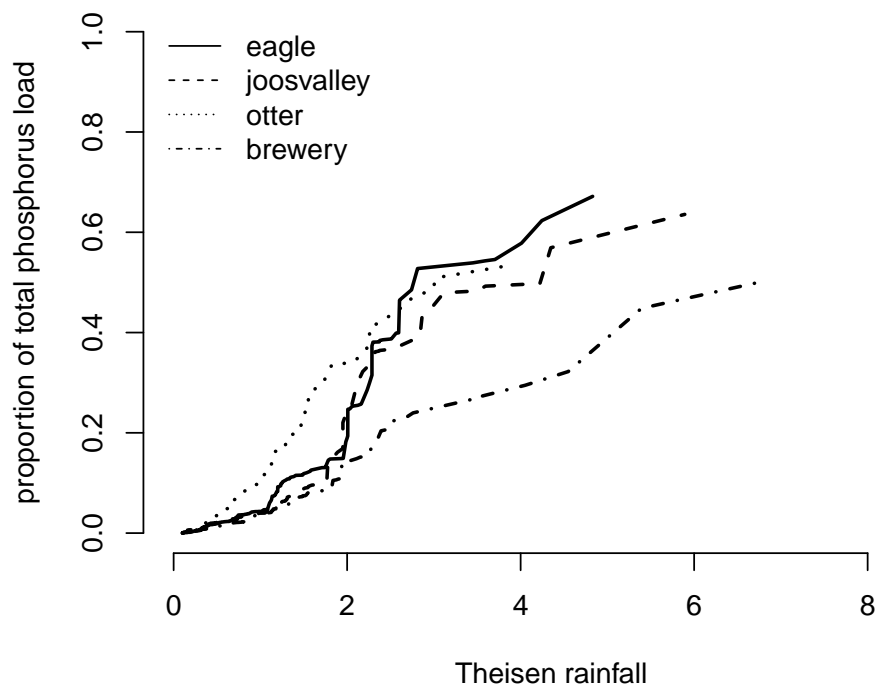 proportion of total phosphorus load
1.0
0.8
0.6
0.4
0.2
0.0
eagle
joosvalley
otter
brewery
0 2 4 6 8
Theisen rainfall